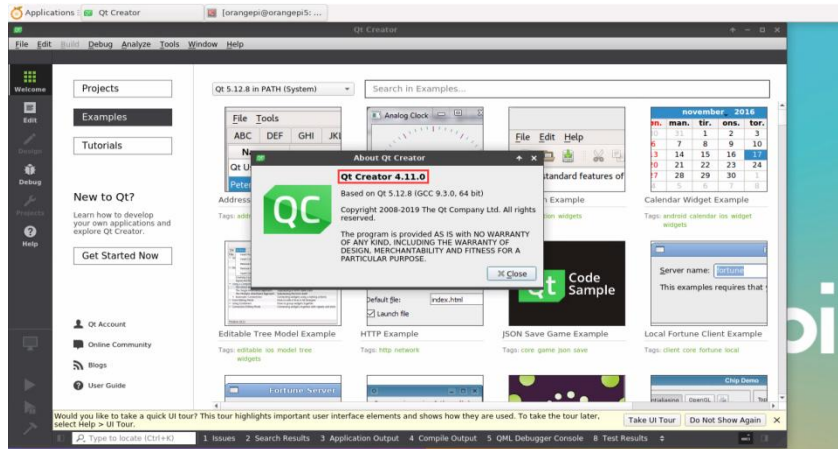 Applications
Qt Creator
[orangepi@orangepi5: ...
Qt Creator
File Edit Build Debug Analyze Tools Window Help
Welcome
Edit
Design
Debug
Projects
Help
Projects
Examples
Tutorials
New to Qt?
Learn how to develop
your own applications and
explore Qt Creator.
Get Started Now
Qt Account
Online Community
Blogs
User Guide
Qt 5.12.8 in PATH (System)
Search in Examples...
File Tools
ABC DEF GHI
Analog Clock
File Edit Help
standard features of
november 2016
man. tir. ons. tor.
31 1 2 3
7 8 9 10
14 15 16 17
21 22 23 24
28 29 30 1
5 6 7 8
Calendar Widget Example
Tags: android calendar ios widget
widgets
About Qt Creator
Qt Creator 4.11.0
Based on Qt 5.12.8 (GCC 9.3.0, 64 bit)
Copyright 2008-2019 The Qt Company Ltd. All rights
reserved.
The program is provided AS IS with NO WARRANTY
OF ANY KIND, INCLUDING THE WARRANTY OF
DESIGN, MERCHANTABILITY AND FITNESS FOR A
PARTICULAR PURPOSE.
Close
QC
Default file: index.html
Launch file
Qt Code
Sample
Server name: fortune
This examples requires that
Editable Tree Model Example
Tags: editable ios model tree
widgets
HTTP Example
Tags: http network
JSON Save Game Example
Tags: core game json save
Local Fortune Client Example
Tags: client core fortune local
Fortune Server
Chip Demo
OpenGL
Would you like to take a quick UI tour? This tour highlights important user interface elements and shows how they are used. To take the tour later,
select Help > UI Tour.
Take UI Tour
Do Not Show Again
Type to locate (Ctrl+K)
1 Issues 2 Search Results 3 Application Output 4 Compile Output 5 QML Debugger Console 8 Test Results
pi